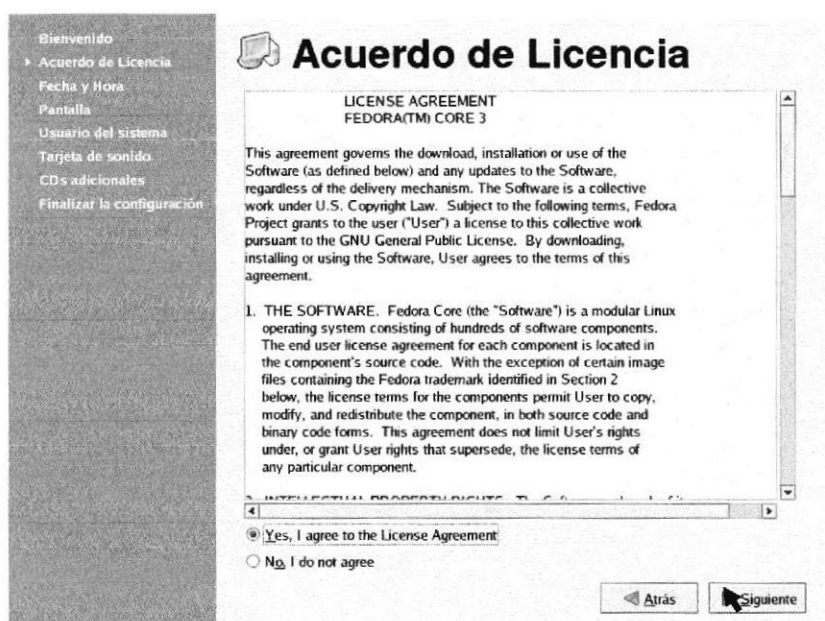 Bienvenido
Acuerdo de Licencia
Fecha y Hora
Pantalla
Usuario del sistema
Tarjeta de sonido
CDs adicionales
Finalizar la configuración
Acuerdo de Licencia
LICENSE AGREEMENT
FEDORA(TM) CORE 3
This agreement governs the download, installation or use of the
Software (as defined below) and any updates to the Software,
regardless of the delivery mechanism. The Software is a collective
work under U.S. Copyright Law. Subject to the following terms, Fedora
Project grants to the user ("User") a license to this collective work
pursuant to the GNU General Public License. By downloading,
installing or using the Software, User agrees to the terms of this
agreement.
1. THE SOFTWARE. Fedora Core (the "Software") is a modular Linux
operating system consisting of hundreds of software components.
The end user license agreement for each component is located in
the component's source code. With the exception of certain image
files containing the Fedora trademark identified in Section 2
below, the license terms for the components permit User to copy,
modify, and redistribute the component, in both source code and
binary code forms. This agreement does not limit User's rights
under, or grant User rights that supersede, the license terms of
any particular component.
2. INTELLECTUAL PROPERTY RIGHTS. The
Yes, I agree to the License Agreement
No, I do not agree
Atrás
Siguiente